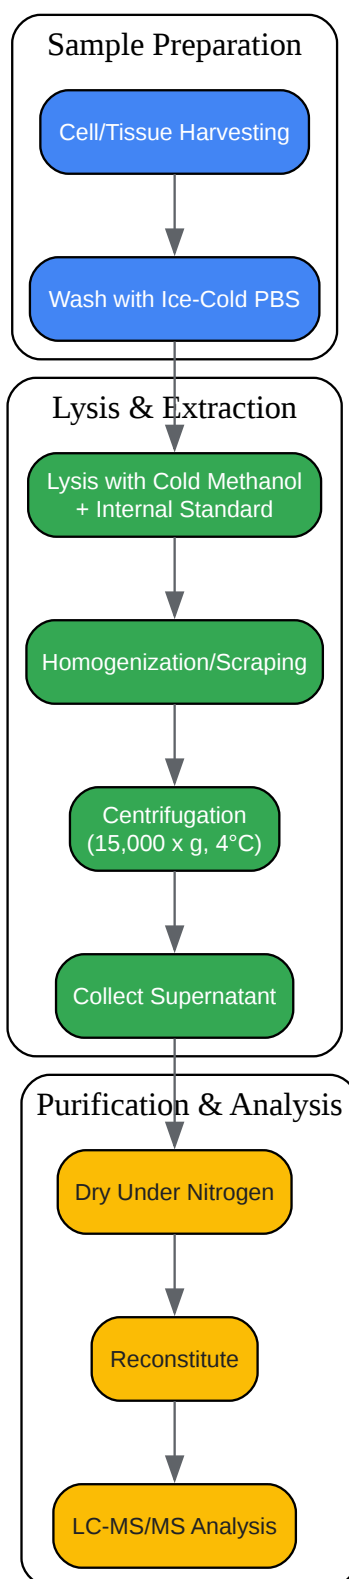 Sample Preparation
Cell/Tissue Harvesting
Wash with Ice-Cold PBS
Lysis & Extraction
Lysis with Cold Methanol
+ Internal Standard
Homogenization/Scraping
Centrifugation
(15,000 x g, 4°C)
Collect Supernatant
Purification & Analysis
Dry Under Nitrogen
Reconstitute
LC-MS/MS Analysis